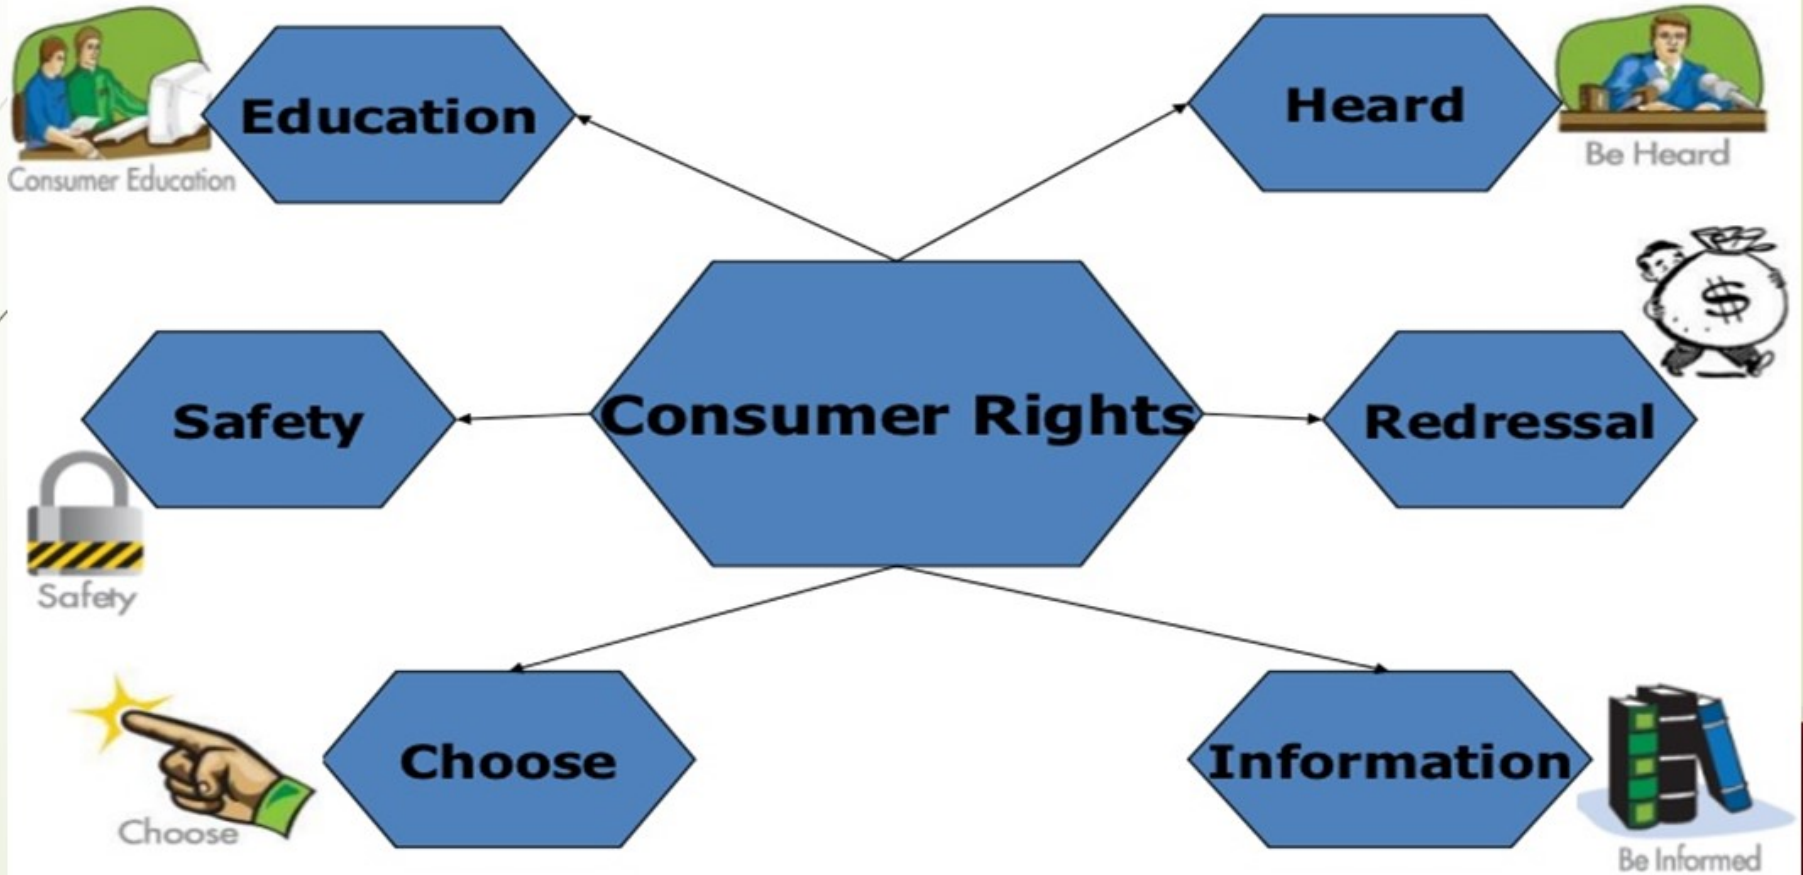 Education
Consumer Education
Heard
Be Heard
$
Safety
Safety
Consumer Rights
Redressal
Choose
Choose
Information
Be Informed